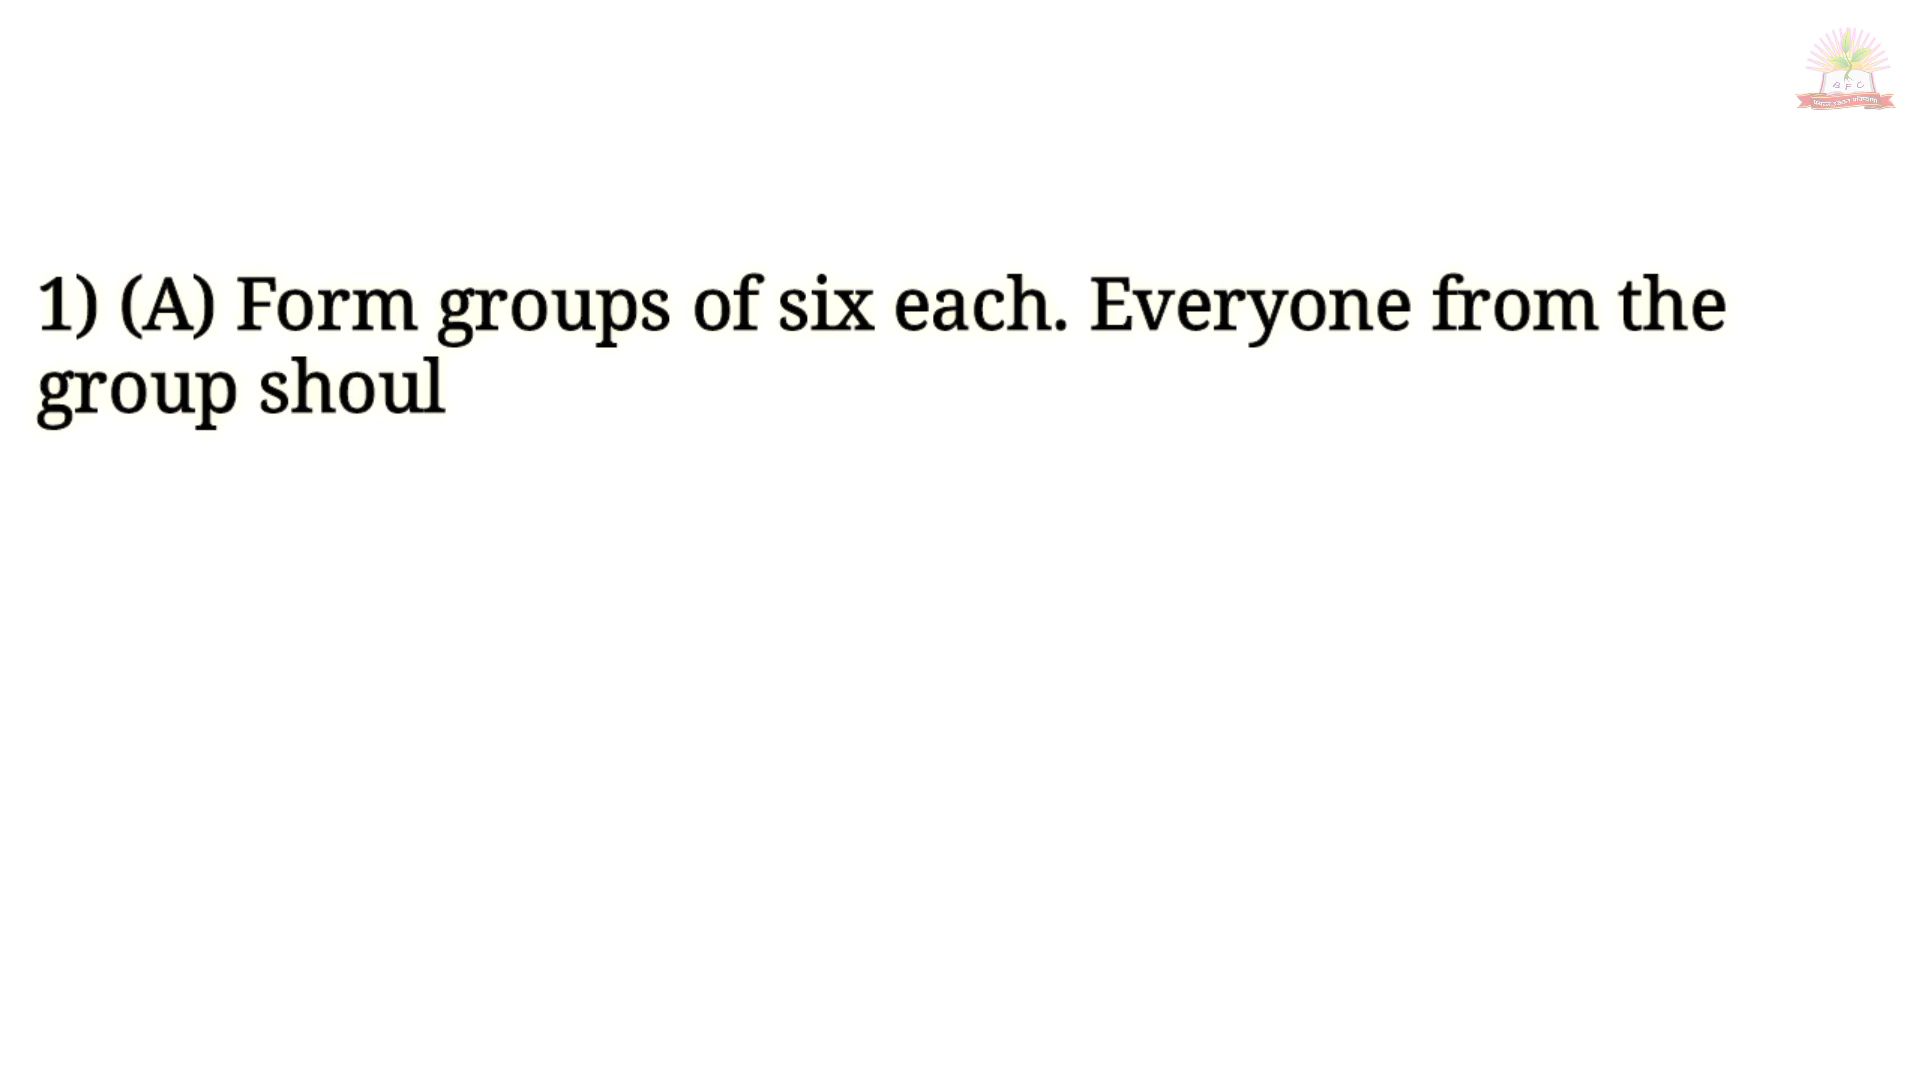 B F C
1) (A) Form groups of six each. Everyone from the
group shoul